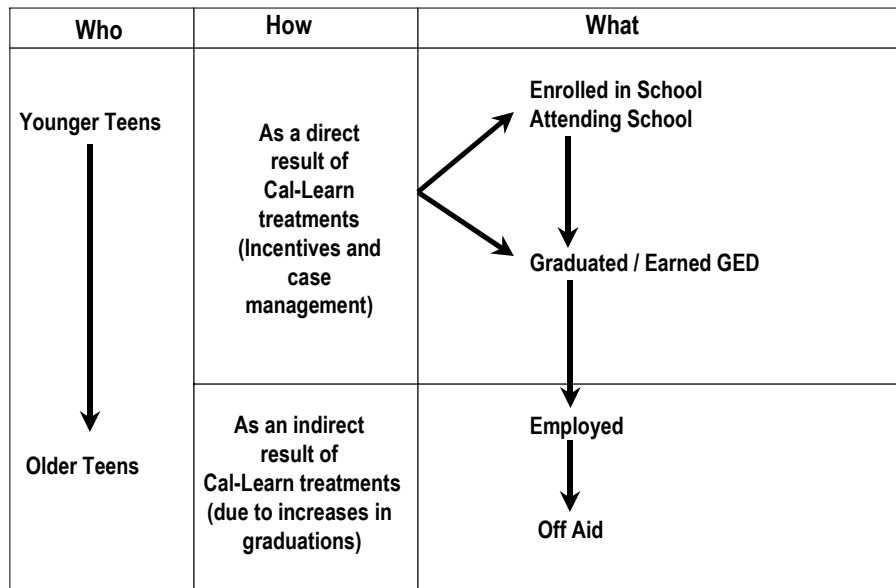 Who
How
What
Younger Teens
Older Teens
As a direct
result of
Cal-Learn
treatments
(Incentives and
case
management)
Enrolled in School
Attending School
Graduated / Earned GED
As an indirect
result of
Cal-Learn treatments
(due to increases in
graduations)
Employed
Off Aid